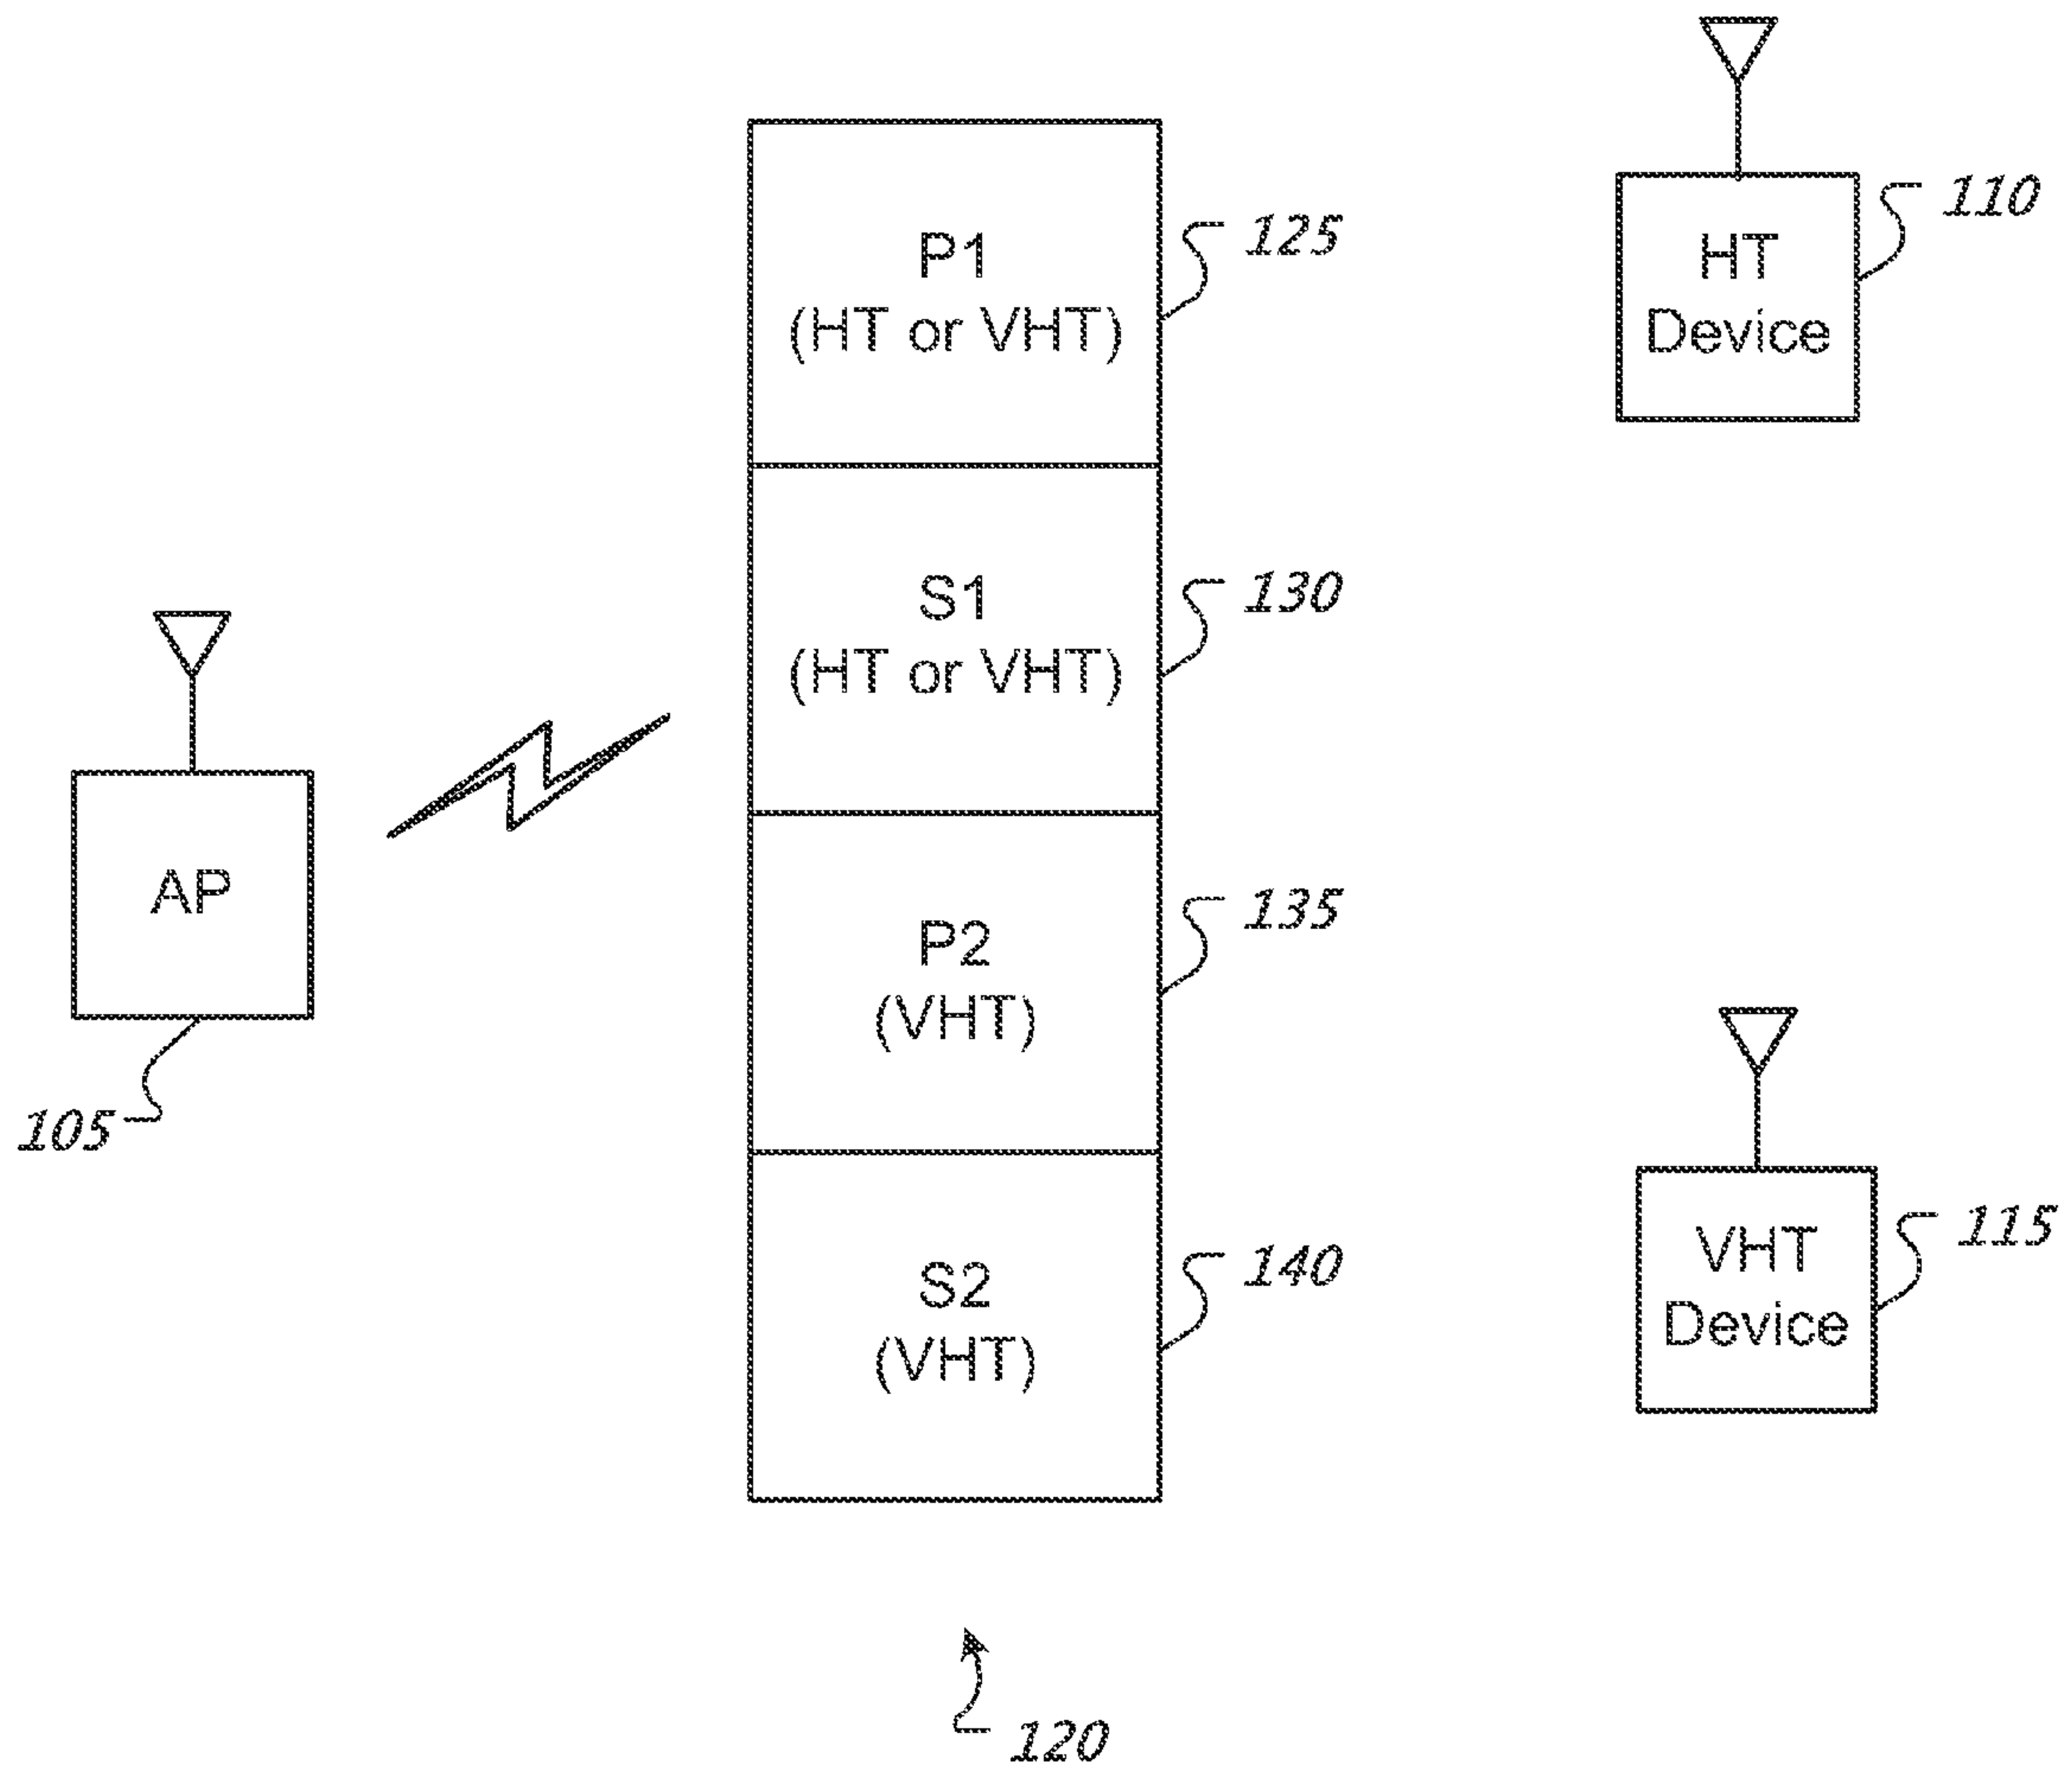 P1
(HT or VHT)
125
S1
(HT or VHT)
130
P2
(VHT)
135
S2
(VHT)
140
120
AP
105
HT
Device
110
VHT
Device
115